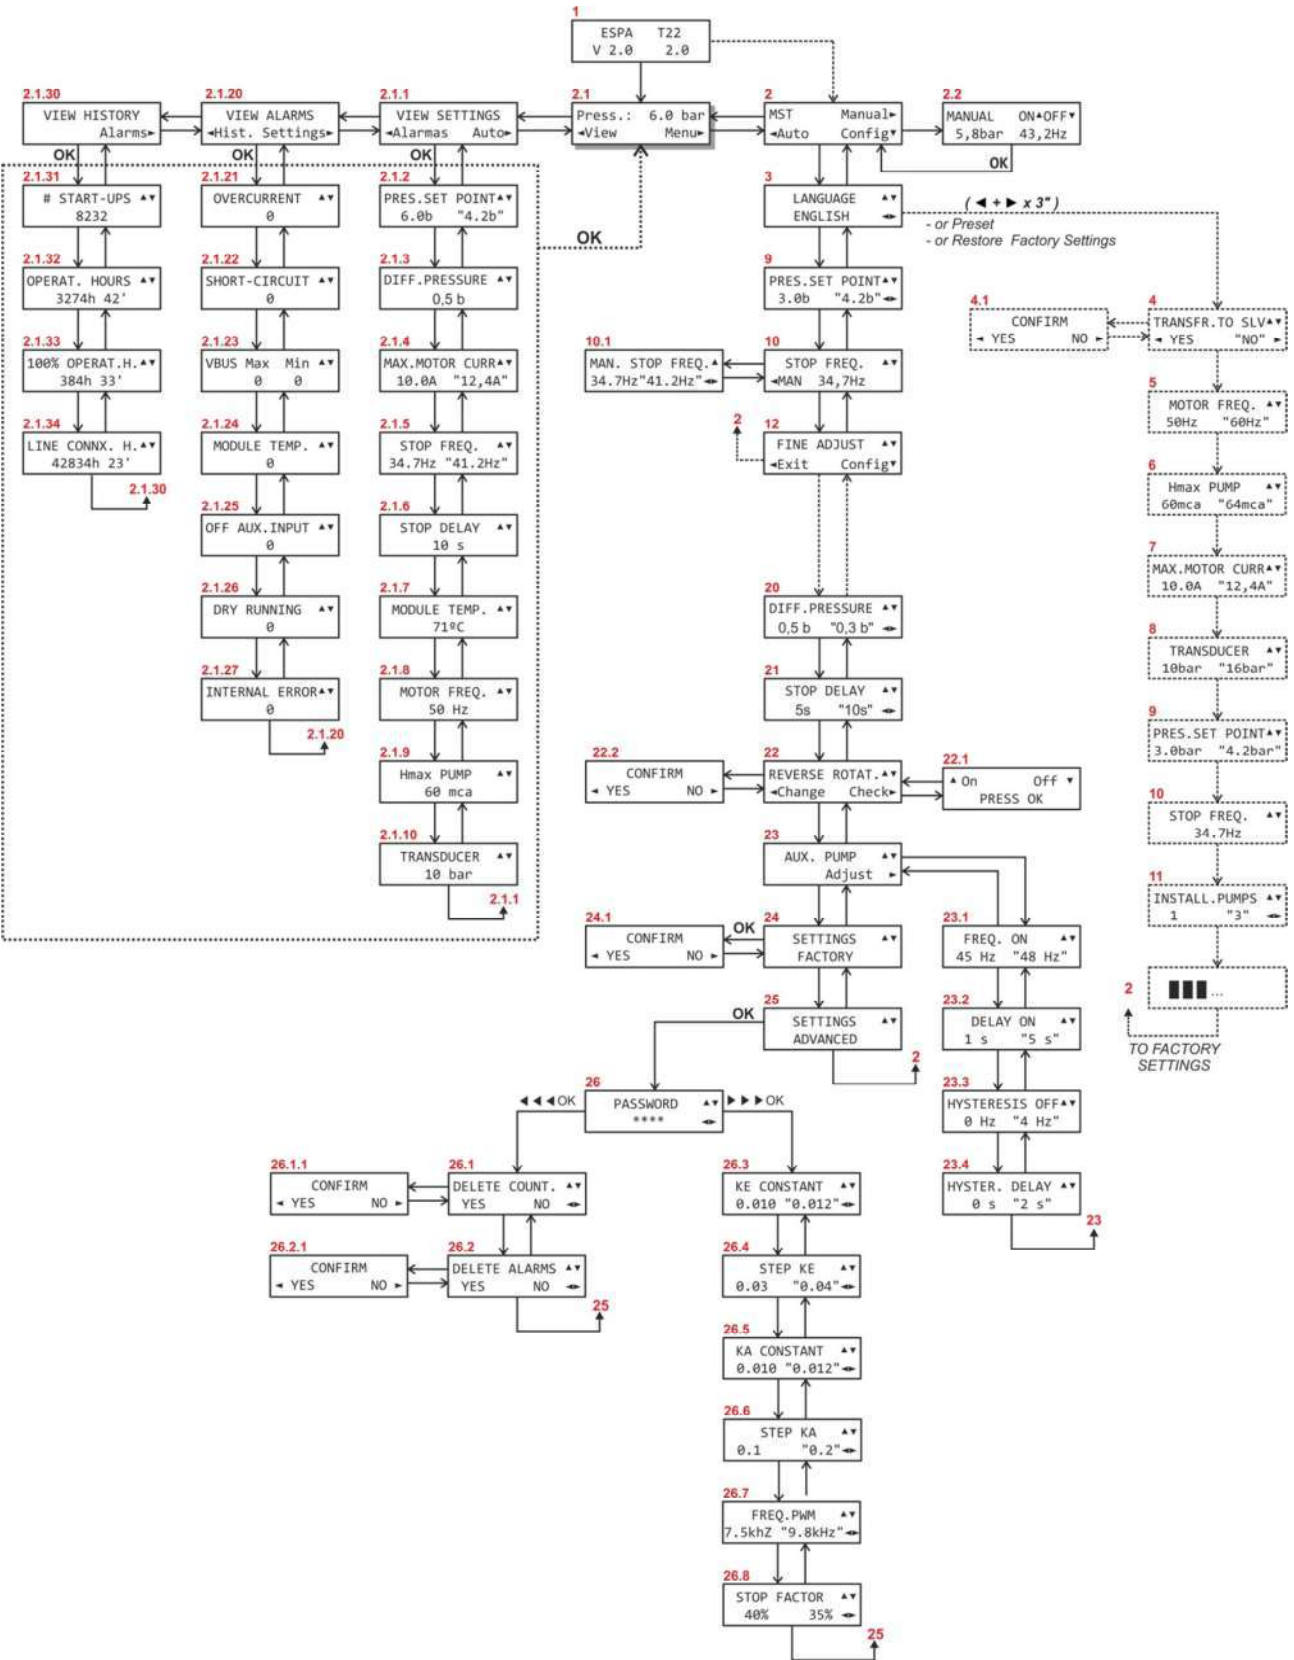 1
ESPA T22
V 2.0 2.0
2.1.30
VIEW HISTORY
Alarms►
2.1.20
VIEW ALARMS
◄Hist. Settings►
2.1.1
VIEW SETTINGS
◄Alarmas Auto►
2.1
Press.: 6.0 bar
◄View Menu►
2
MST Manual►
◄Auto Config▼
2.2
MANUAL ON▲OFF▼
5,8bar 43,2Hz
OK
OK
OK
OK
OK
2.1.31
# START-UPS ▲▼
8232
2.1.32
OPERAT. HOURS ▲▼
3274h 42'
2.1.33
100% OPERAT.H.▲▼
384h 33'
2.1.34
LINE CONNX. H.▲▼
42834h 23'
2.1.30
2.1.21
OVERCURRENT ▲▼
0
2.1.22
SHORT-CIRCUIT ▲▼
0
2.1.23
VBUS Max Min ▲▼
0 0
2.1.24
MODULE TEMP. ▲▼
0
2.1.25
OFF AUX.INPUT ▲▼
0
2.1.26
DRY RUNNING ▲▼
0
2.1.27
INTERNAL ERROR▲▼
0
2.1.20
2.1.2
PRES.SET POINT▲▼
6.0b "4.2b"
2.1.3
DIFF.PRESSURE ▲▼
0,5 b
2.1.4
MAX.MOTOR CURR▲▼
10.0A "12,4A"
2.1.5
STOP FREQ. ▲▼
34.7Hz "41.2Hz"
2.1.6
STOP DELAY ▲▼
10 s
2.1.7
MODULE TEMP. ▲▼
71ºC
2.1.8
MOTOR FREQ. ▲▼
50 Hz
2.1.9
Hmax PUMP ▲▼
60 mca
2.1.10
TRANSDUCER ▲▼
10 bar
2.1.1
3
LANGUAGE ▲▼
ENGLISH ◄►
( ◄ + ► x 3" )
- or Preset
- or Restore Factory Settings
9
PRES.SET POINT▲▼
3.0b "4.2b"◄►
10.1
MAN. STOP FREQ.▲
34.7Hz"41.2Hz"◄►
10
STOP FREQ. ▲▼
◄MAN 34,7Hz
2
12
FINE ADJUST ▲▼
◄Exit Config▼
20
DIFF.PRESSURE ▲▼
0,5 b "0,3 b" ◄►
21
STOP DELAY ▲▼
5s "10s" ◄►
22.2
CONFIRM
◄ YES NO ►
22
REVERSE ROTAT.▲▼
◄Change Check►
22.1
▲ On Off ▼
PRESS OK
23
AUX. PUMP ▲▼
Adjust ►
24.1
CONFIRM
◄ YES NO ►
OK
24
SETTINGS ▲▼
FACTORY
25
SETTINGS ▲▼
ADVANCED
OK
2
23.1
FREQ. ON ▲▼
45 Hz "48 Hz"
23.2
DELAY ON ▲▼
1 s "5 s"
23.3
HYSTERESIS OFF▲▼
0 Hz "4 Hz"
23.4
HYSTER. DELAY ▲▼
0 s "2 s"
23
4.1
CONFIRM
◄ YES NO ►
4
TRANSFR.TO SLV▲▼
◄ YES "NO" ►
5
MOTOR FREQ. ▲▼
50Hz "60Hz"
6
Hmax PUMP ▲▼
60mca "64mca"
7
MAX.MOTOR CURR▲▼
10.0A "12,4A"
8
TRANSDUCER ▲▼
10bar "16bar"
9
PRES.SET POINT▲▼
3.0bar "4.2bar"
10
STOP FREQ. ▲▼
34.7Hz
11
INSTALL.PUMPS ▲▼
1 "3" ◄►
2
███...
TO FACTORY
SETTINGS
26
PASSWORD ▲▼
**** ◄►
◄◄◄OK
►►►OK
26.1.1
CONFIRM
◄ YES NO ►
26.1
DELETE COUNT. ▲▼
YES NO ◄►
26.2.1
CONFIRM
◄ YES NO ►
26.2
DELETE ALARMS ▲▼
YES NO ◄►
25
26.3
KE CONSTANT ▲▼
0.010 "0.012"◄►
26.4
STEP KE ▲▼
0.03 "0.04"◄►
26.5
KA CONSTANT ▲▼
0.010 "0.012"◄►
26.6
STEP KA ▲▼
0.1 "0.2"◄►
26.7
FREQ.PWM ▲▼
7.5khZ "9.8kHz"◄►
26.8
STOP FACTOR ▲▼
40% 35% ◄►
25